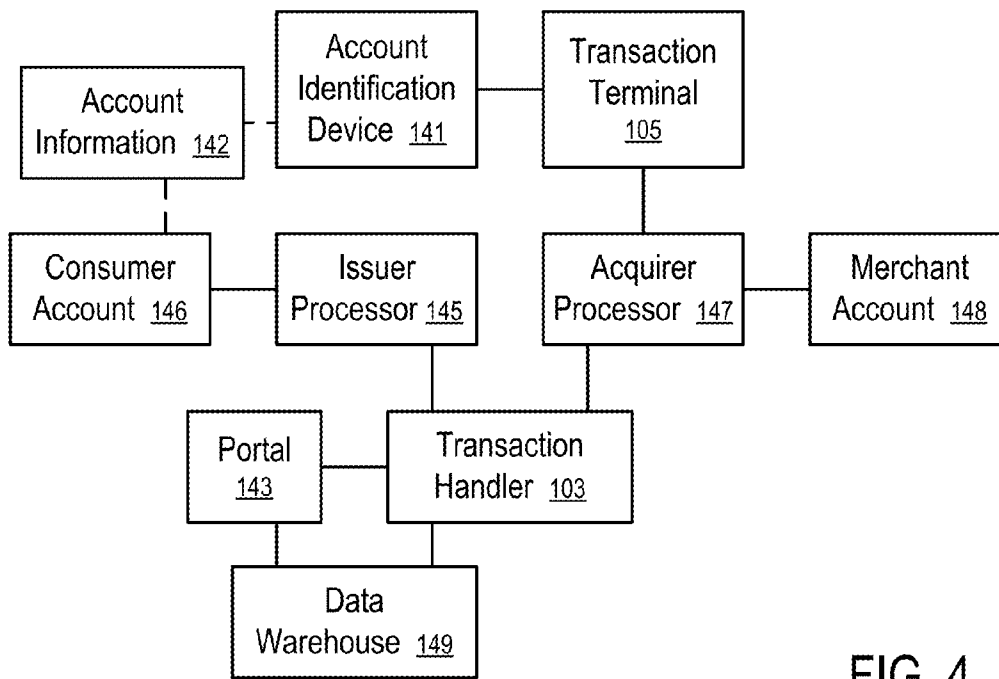 Account
Identification
Device 141
Transaction
Terminal
105
Account
Information 142
Consumer
Account 146
Issuer
Processor 145
Acquirer
Processor 147
Merchant
Account 148
Portal
143
Transaction
Handler 103
Data
Warehouse 149
FIG. 4